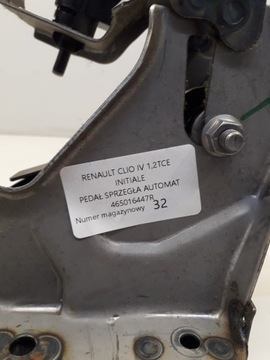 RENAULT CLIO IV 1.2TCE
INITIALE
PEDAŁ SPRZĘGŁA AUTOMAT
465016447R
Numer magazynowy 32